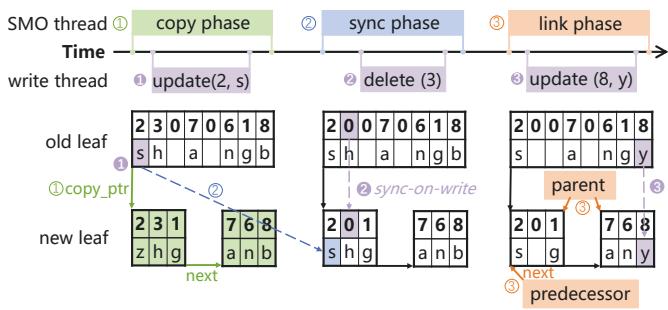 SMO thread ① copy phase ② sync phase ③ link phase
Time
write thread ❶ update(2, s) ❷ delete (3) ❸ update (8, y)
old leaf
2 3 0 7 0 6 1 8
s h a n g b
2 0 0 7 0 6 1 8
s h a n g b
2 0 0 7 0 6 1 8
s a n g y
❶
①copy_ptr
②
❷ sync-on-write
parent
③
❸
new leaf
2 3 1
z h g
7 6 8
a n b
2 0 1
s h g
7 6 8
a n b
2 0 1
s g
7 6 8
a n y
next
next
③ predecessor